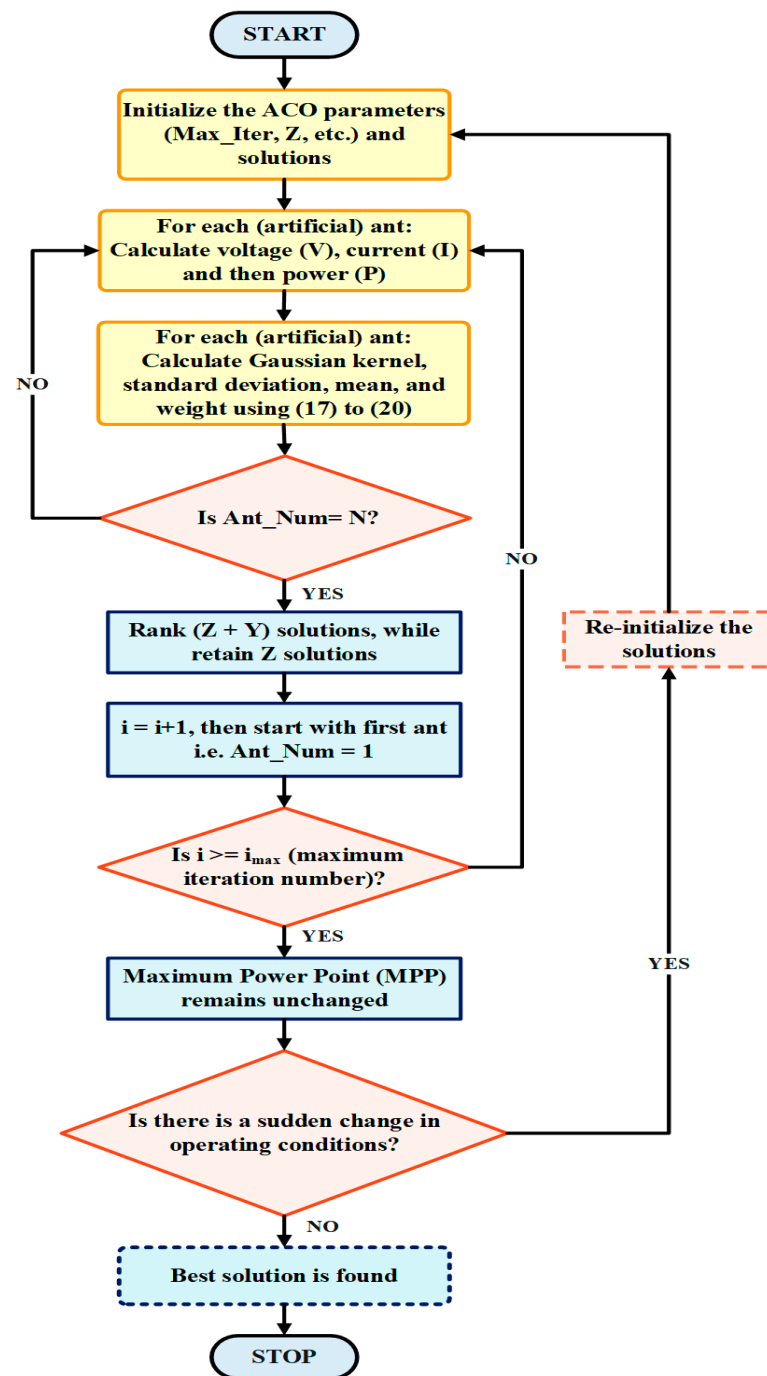 START
Initialize the ACO parameters
(Max_Iter, Z, etc.) and
solutions
For each (artificial) ant:
Calculate voltage (V), current (I)
and then power (P)
For each (artificial) ant:
Calculate Gaussian kernel,
standard deviation, mean, and
weight using (17) to (20)
NO
Is Ant_Num= N?
NO
YES
Rank (Z + Y) solutions, while
retain Z solutions
Re-initialize the
solutions
i = i+1, then start with first ant
i.e. Ant_Num = 1
Is i >= imax (maximum
iteration number)?
YES
YES
Maximum Power Point (MPP)
remains unchanged
Is there is a sudden change in
operating conditions?
NO
Best solution is found
STOP